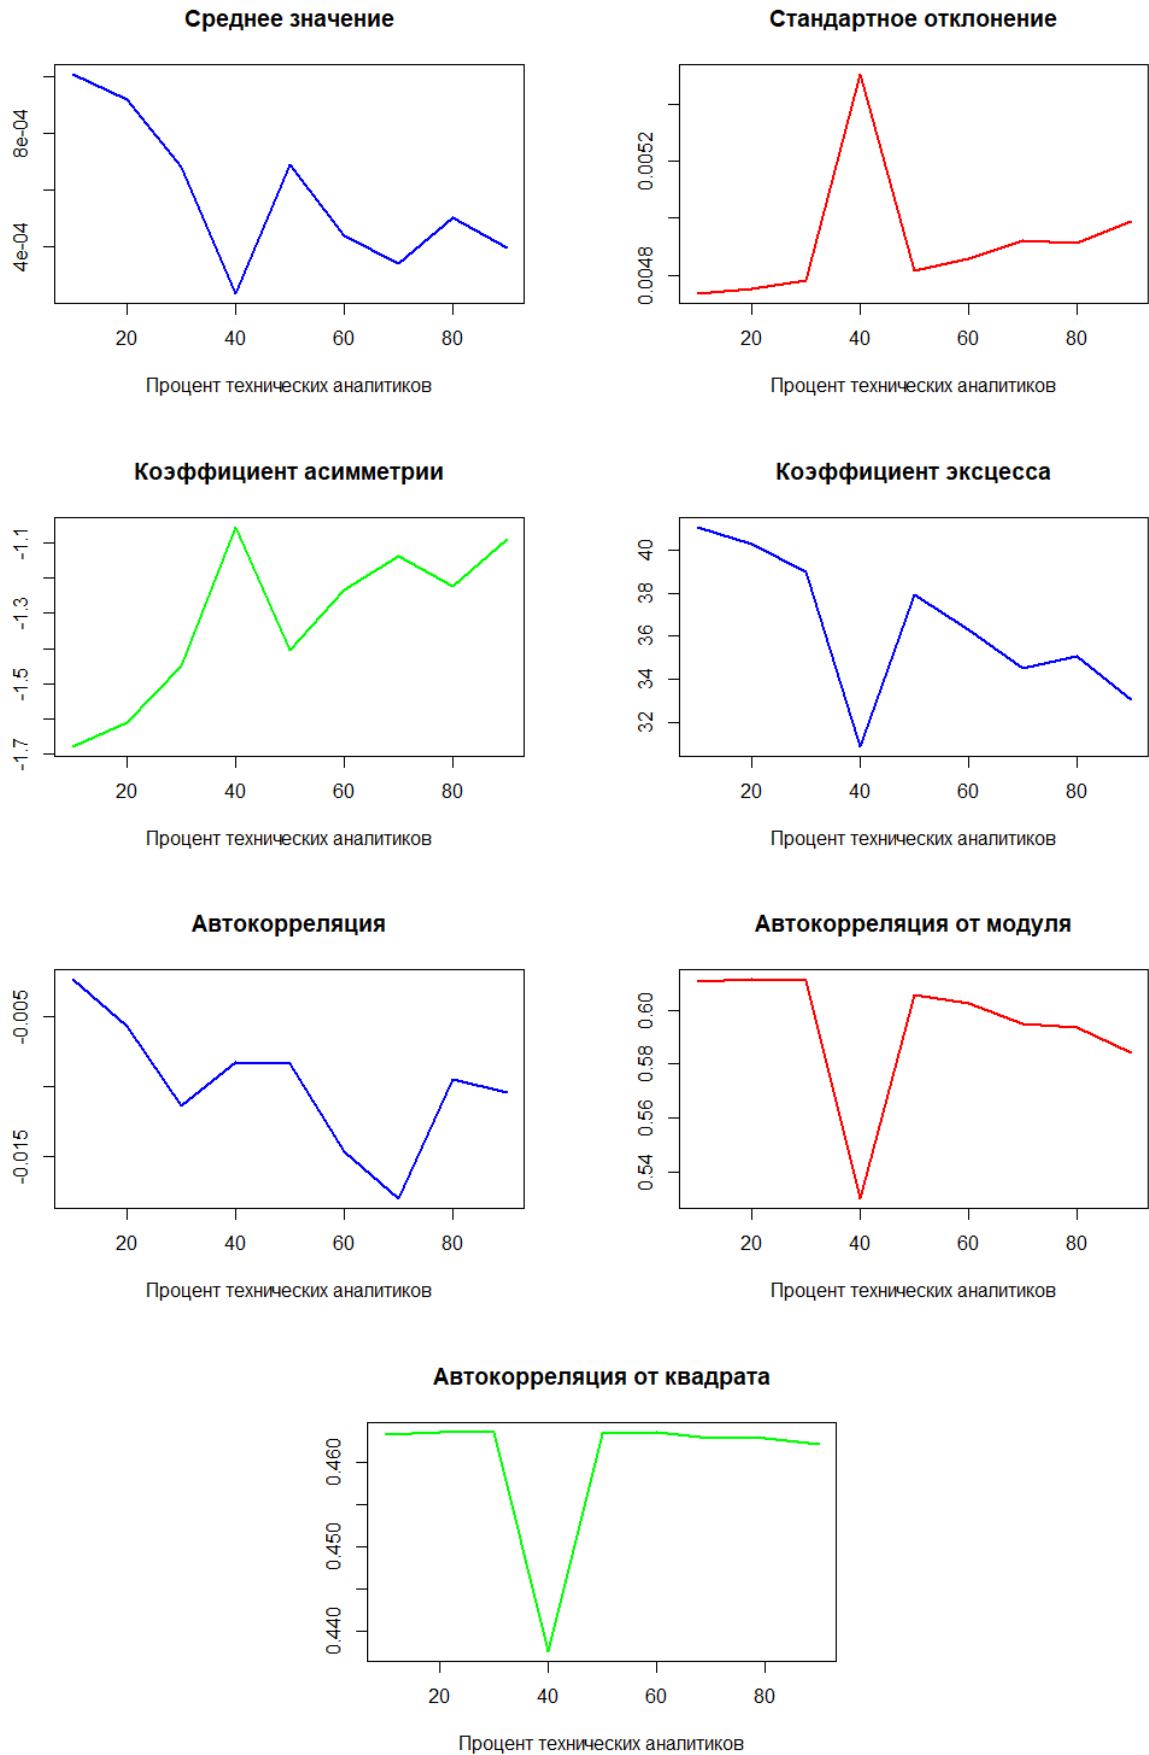 Среднее значение
Стандартное отклонение
8e-04
4e-04
20 40 60 80
Процент технических аналитиков
0.0052
0.0048
20 40 60 80
Процент технических аналитиков
Коэффициент асимметрии
Коэффициент эксцесса
-1.1
-1.3
-1.5
-1.7
20 40 60 80
Процент технических аналитиков
40
38
36
34
32
20 40 60 80
Процент технических аналитиков
Автокорреляция
Автокорреляция от модуля
-0.005
-0.015
20 40 60 80
Процент технических аналитиков
0.60
0.58
0.56
0.54
20 40 60 80
Процент технических аналитиков
Автокорреляция от квадрата
0.460
0.450
0.440
20 40 60 80
Процент технических аналитиков